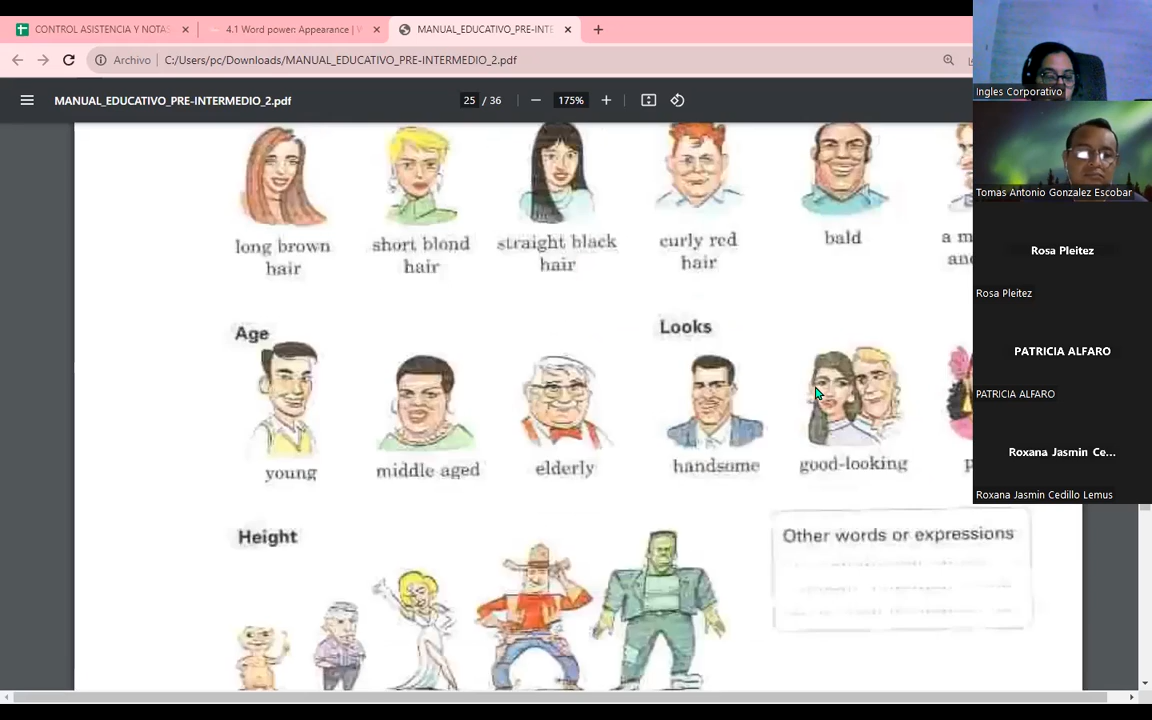 CONTROL ASISTENCIA Y NOTAS
4.1 Word power: Appearance |
MANUAL_EDUCATIVO_PRE-INTE
Archivo
C:/Users/pc/Downloads/MANUAL_EDUCATIVO_PRE-INTERMEDIO_2.pdf
MANUAL_EDUCATIVO_PRE-INTERMEDIO_2.pdf
25 / 36
175%
Ingles Corporativo
Tomas Antonio Gonzalez Escobar
Rosa Pleitez
Rosa Pleitez
PATRICIA ALFARO
PATRICIA ALFARO
Roxana Jasmin Ce...
Roxana Jasmin Cedillo Lemus
long brown
hair
short blond
hair
straight black
hair
curly red
hair
bald
a m
an
Age
Looks
young
middle aged
elderly
handsome
good-looking
Height
Other words or expressions